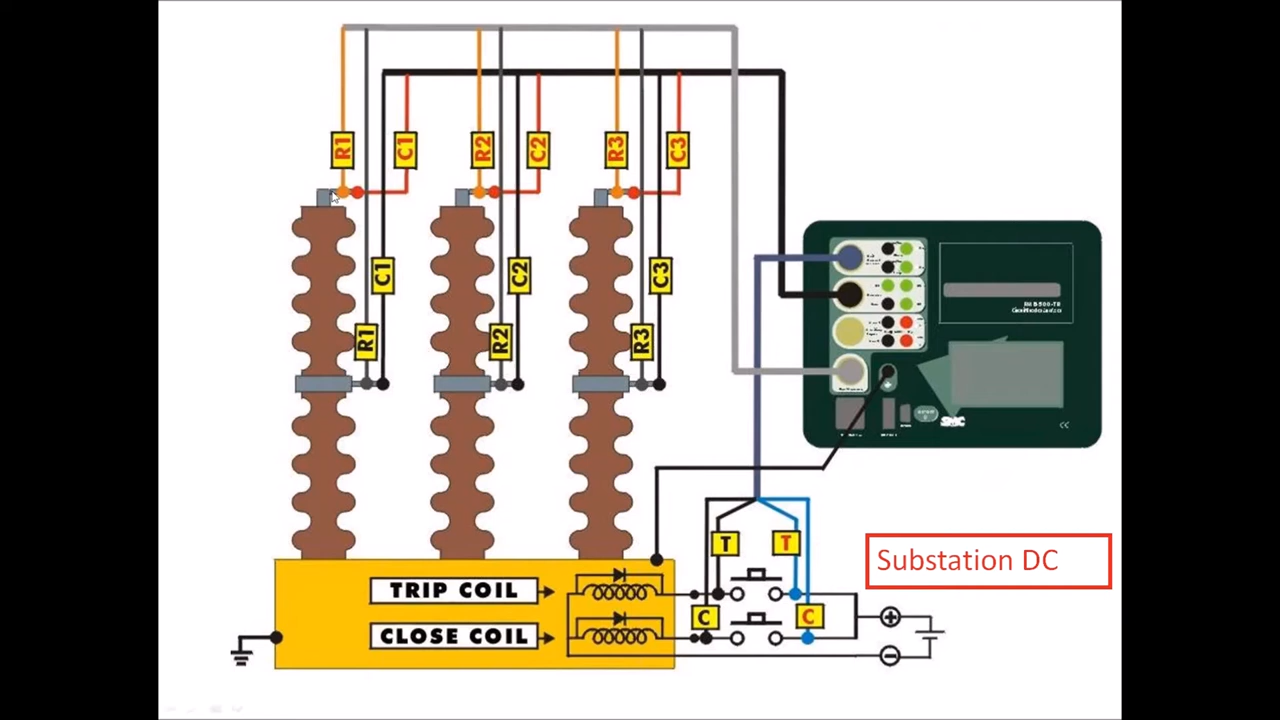 R1
C1
R2
C2
R3
C3
C1
C2
C3
R1
R2
R3
SMC
T
T
Substation DC
TRIP COIL
C
C
CLOSE COIL